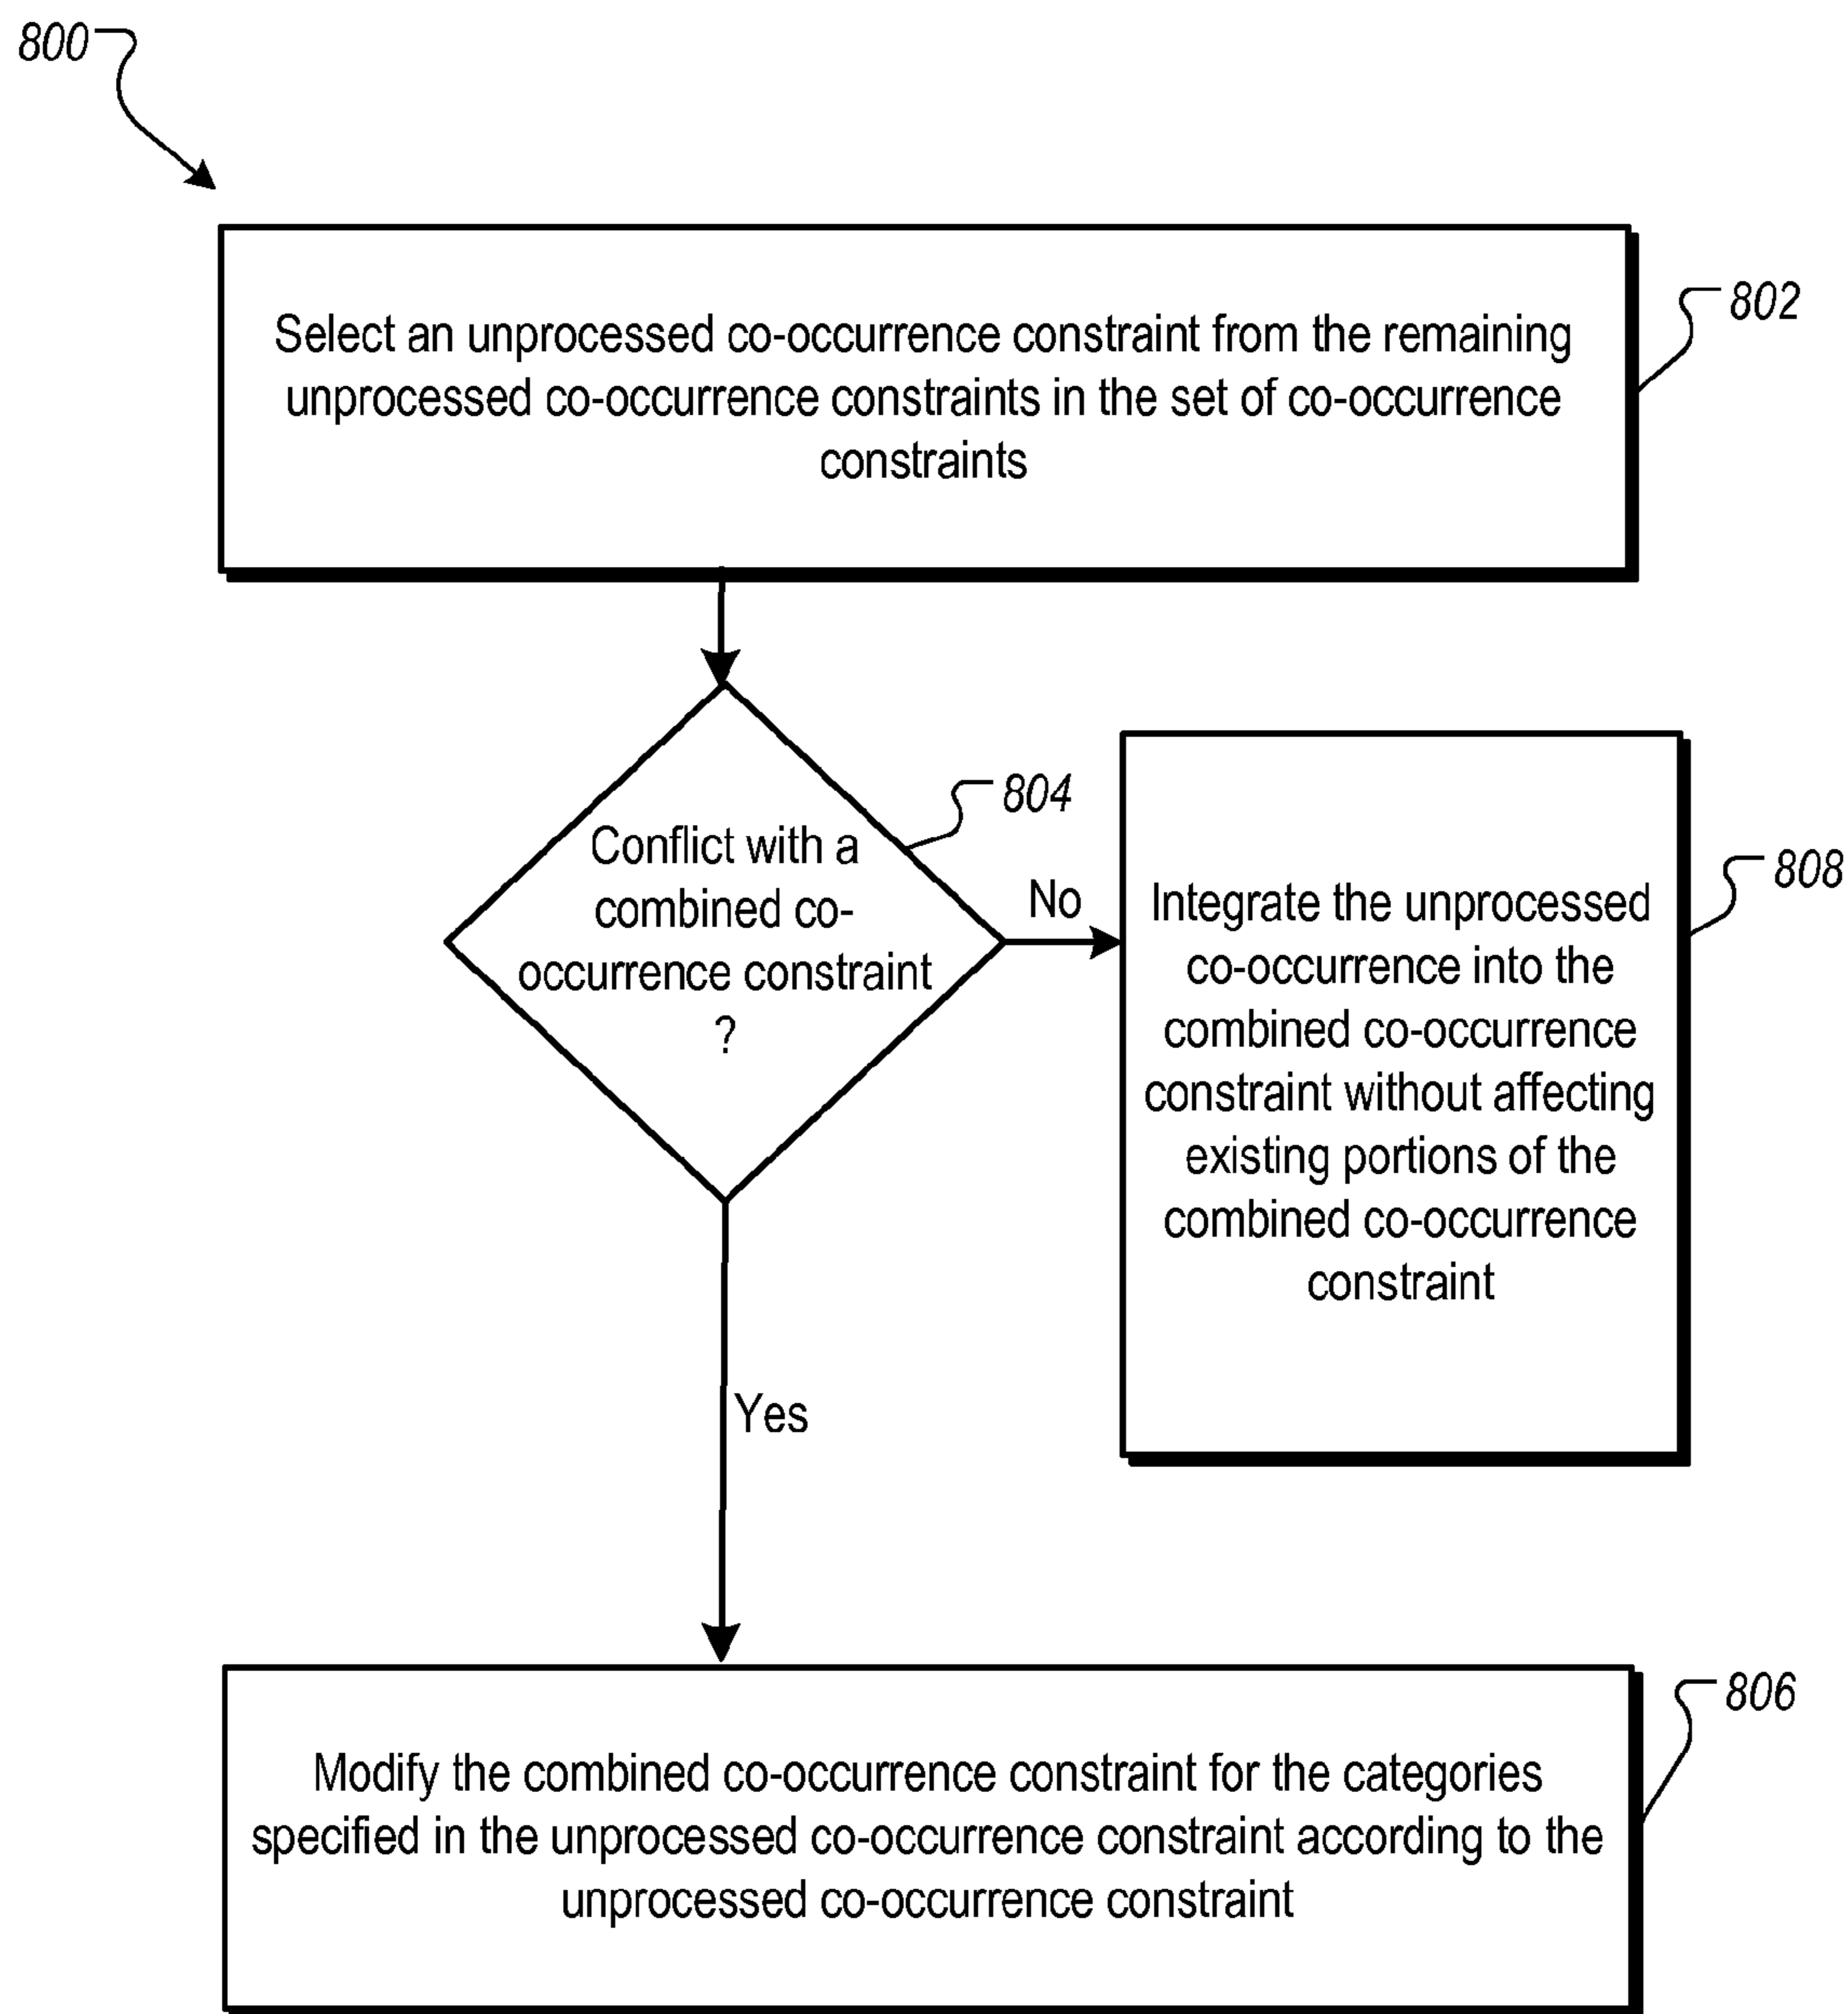 800
Select an unprocessed co-occurrence constraint from the remaining
unprocessed co-occurrence constraints in the set of co-occurrence
constraints
802
Conflict with a
combined co-
occurrence constraint
?
804
No
Integrate the unprocessed
co-occurrence into the
combined co-occurrence
constraint without affecting
existing portions of the
combined co-occurrence
constraint
808
Yes
Modify the combined co-occurrence constraint for the categories
specified in the unprocessed co-occurrence constraint according to the
unprocessed co-occurrence constraint
806